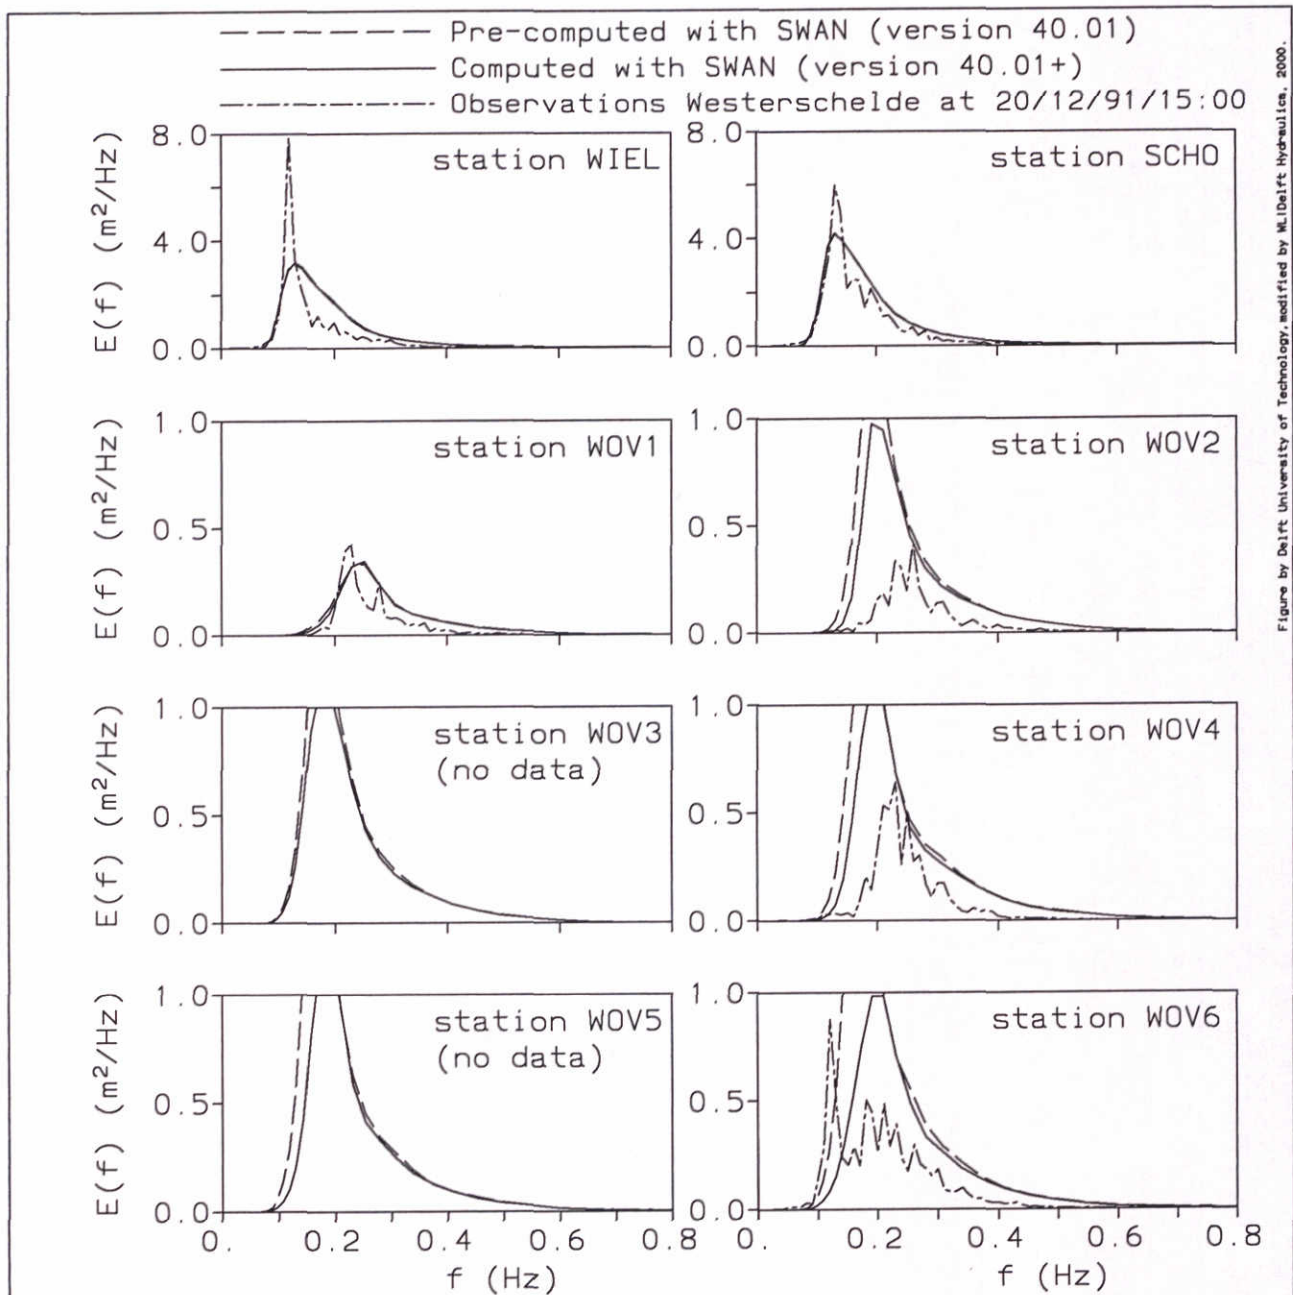 Pre-computed with SWAN (version 40.01)
Computed with SWAN (version 40.01+)
Observations Westerschelde at 20/12/91/15:00
station WIEL
8.0
4.0
0.0
E(f) (m²/Hz)
station SCHO
8.0
4.0
0.0
station WOV1
1.0
0.5
0.0
E(f) (m²/Hz)
station WOV2
1.0
0.5
0.0
station WOV3
(no data)
1.0
0.5
0.0
E(f) (m²/Hz)
station WOV4
1.0
0.5
0.0
station WOV5
(no data)
1.0
0.5
0.0
E(f) (m²/Hz)
0. 0.2 0.4 0.6 0.8
f (Hz)
station WOV6
1.0
0.5
0.0
0. 0.2 0.4 0.6 0.8
f (Hz)
Figure by Delft University of Technology, modified by WL|Delft Hydraulics, 2000.